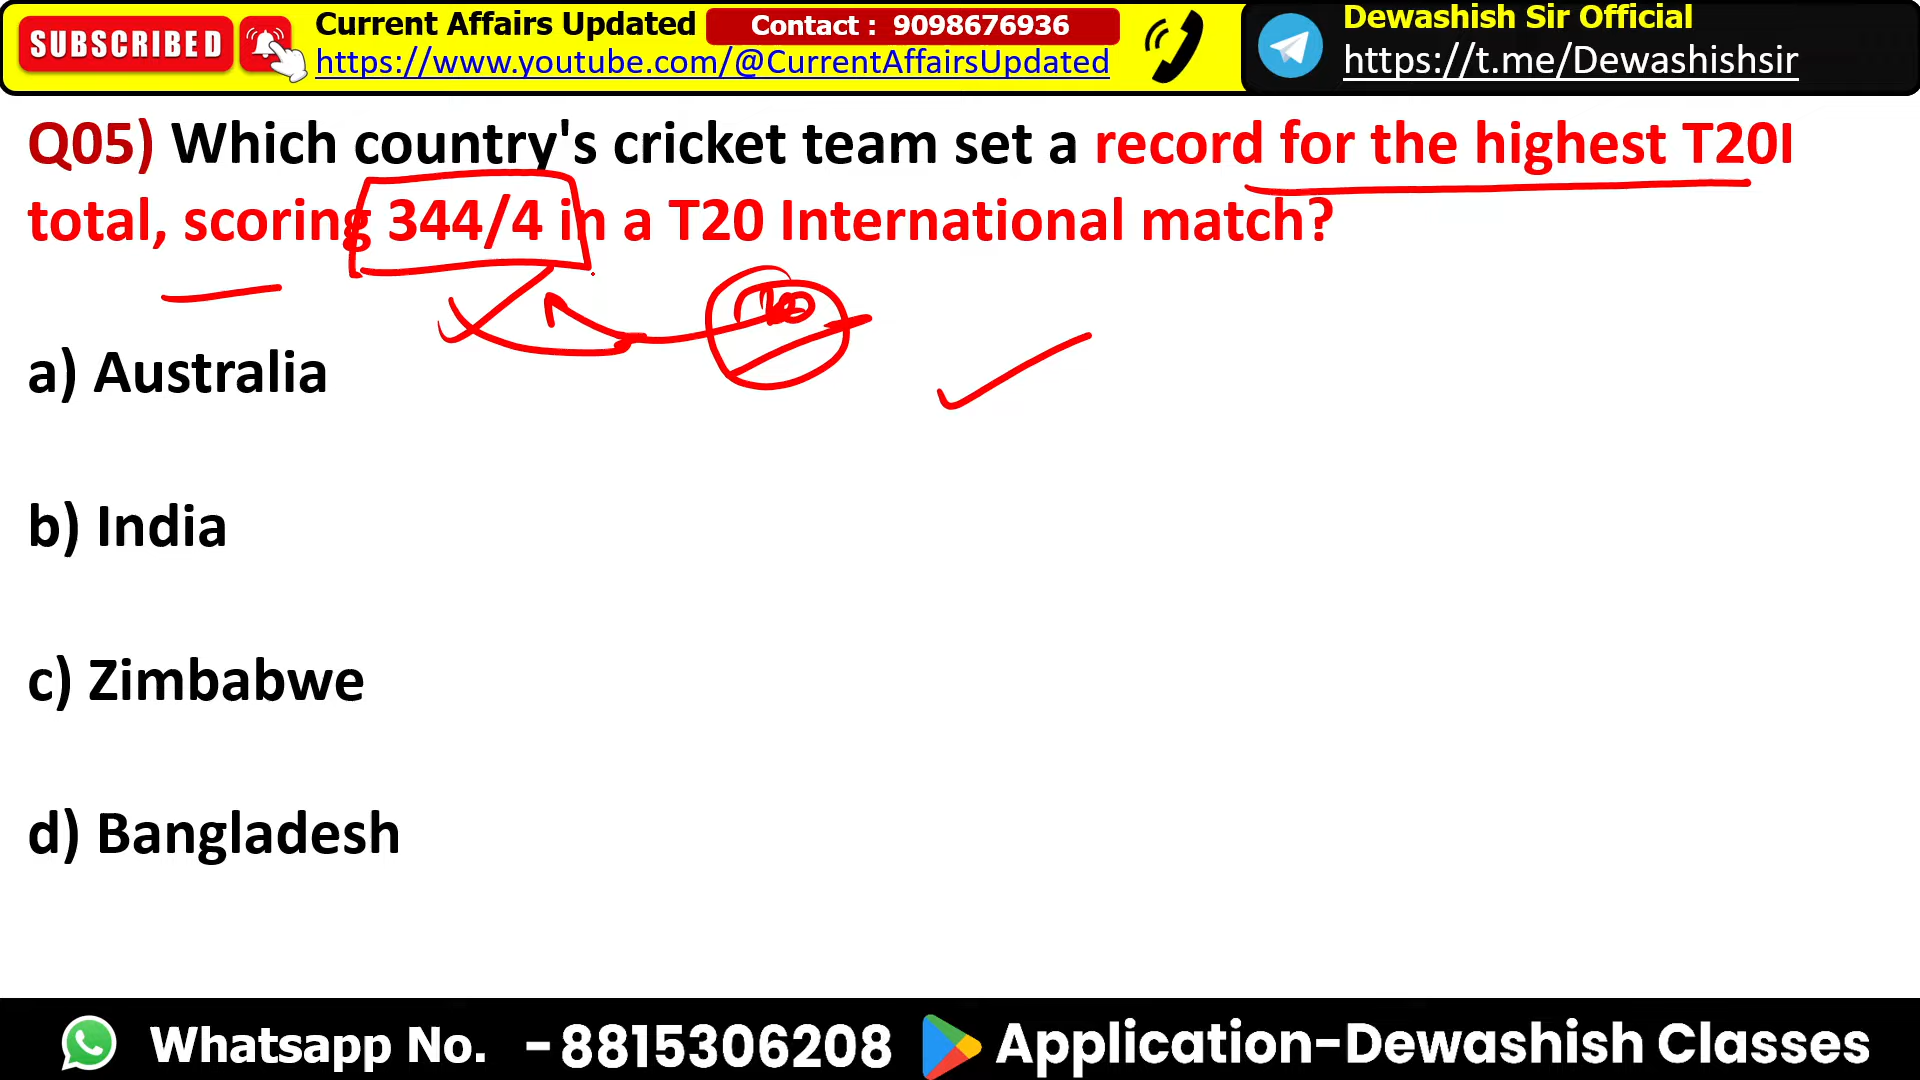 SUBSCRIBED
Current Affairs Updated
Contact : 9098676936
https://www.youtube.com/@CurrentAffairsUpdated
Dewashish Sir Official
https://t.me/Dewashishsir
Q05) Which country's cricket team set a record for the highest T20I
total, scoring 344/4 in a T20 International match?
a) Australia
b) India
c) Zimbabwe
d) Bangladesh
Whatsapp No. -8815306208
Application-Dewashish Classes